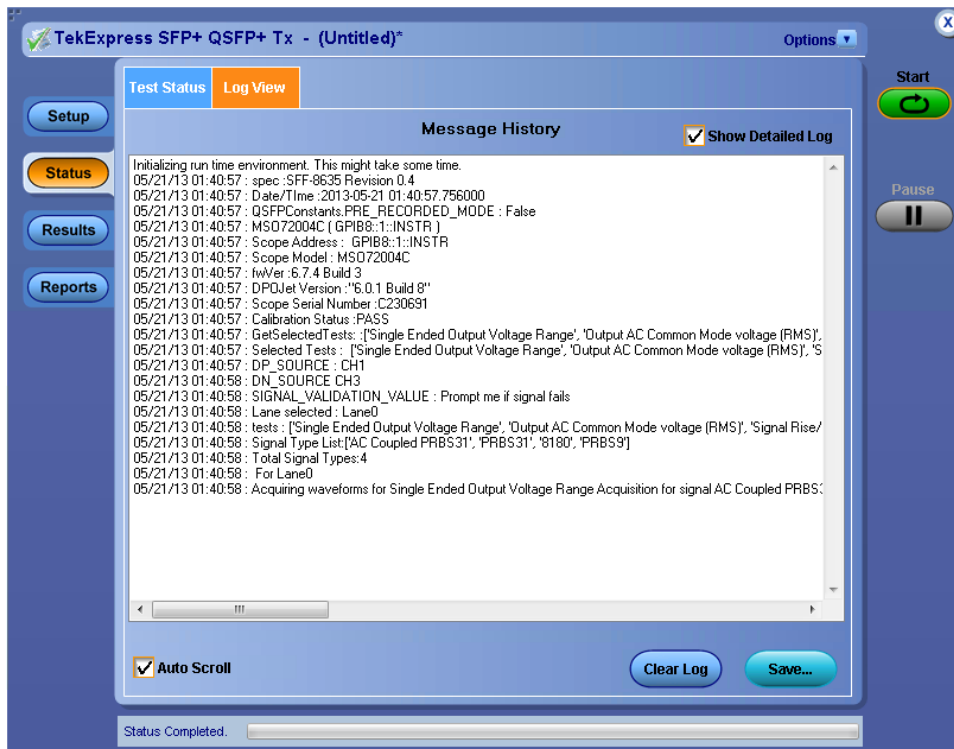 TekExpress SFP+ QSFP+ Tx - (Untitled)*
Options
X
Test Status
Log View
Start
Setup
Status
Results
Reports
Pause
Message History
Show Detailed Log
Initializing run time environment. This might take some time.
05/21/13 01:40:57 : spec :SFF-8635 Revision 0.4
05/21/13 01:40:57 : Date/TIme :2013-05-21 01:40:57.756000
05/21/13 01:40:57 : QSFPConstants.PRE_RECORDED_MODE : False
05/21/13 01:40:57 : MSO72004C ( GPIB8::1::INSTR )
05/21/13 01:40:57 : Scope Address : GPIB8::1::INSTR
05/21/13 01:40:57 : Scope Model : MSO72004C
05/21/13 01:40:57 : fwVer :6.7.4 Build 3
05/21/13 01:40:57 : DPOJet Version :"6.0.1 Build 8"
05/21/13 01:40:57 : Scope Serial Number :C230691
05/21/13 01:40:57 : Calibration Status :PASS
05/21/13 01:40:57 : GetSelectedTests: :['Single Ended Output Voltage Range', 'Output AC Common Mode voltage (RMS)',
05/21/13 01:40:57 : Selected Tests : ['Single Ended Output Voltage Range', 'Output AC Common Mode voltage (RMS)', 'S
05/21/13 01:40:57 : DP_SOURCE : CH1
05/21/13 01:40:58 : DN_SOURCE CH3
05/21/13 01:40:58 : SIGNAL_VALIDATION_VALUE : Prompt me if signal fails
05/21/13 01:40:58 : Lane selected : Lane0
05/21/13 01:40:58 : tests : ['Single Ended Output Voltage Range', 'Output AC Common Mode voltage (RMS)', 'Signal Rise/
05/21/13 01:40:58 : Signal Type List:['AC Coupled PRBS31', 'PRBS31', '8180', 'PRBS9']
05/21/13 01:40:58 : Total Signal Types:4
05/21/13 01:40:58 : For Lane0
05/21/13 01:40:58 : Acquiring waveforms for Single Ended Output Voltage Range Acquisition for signal AC Coupled PRBS
Auto Scroll
Clear Log
Save...
Status Completed.